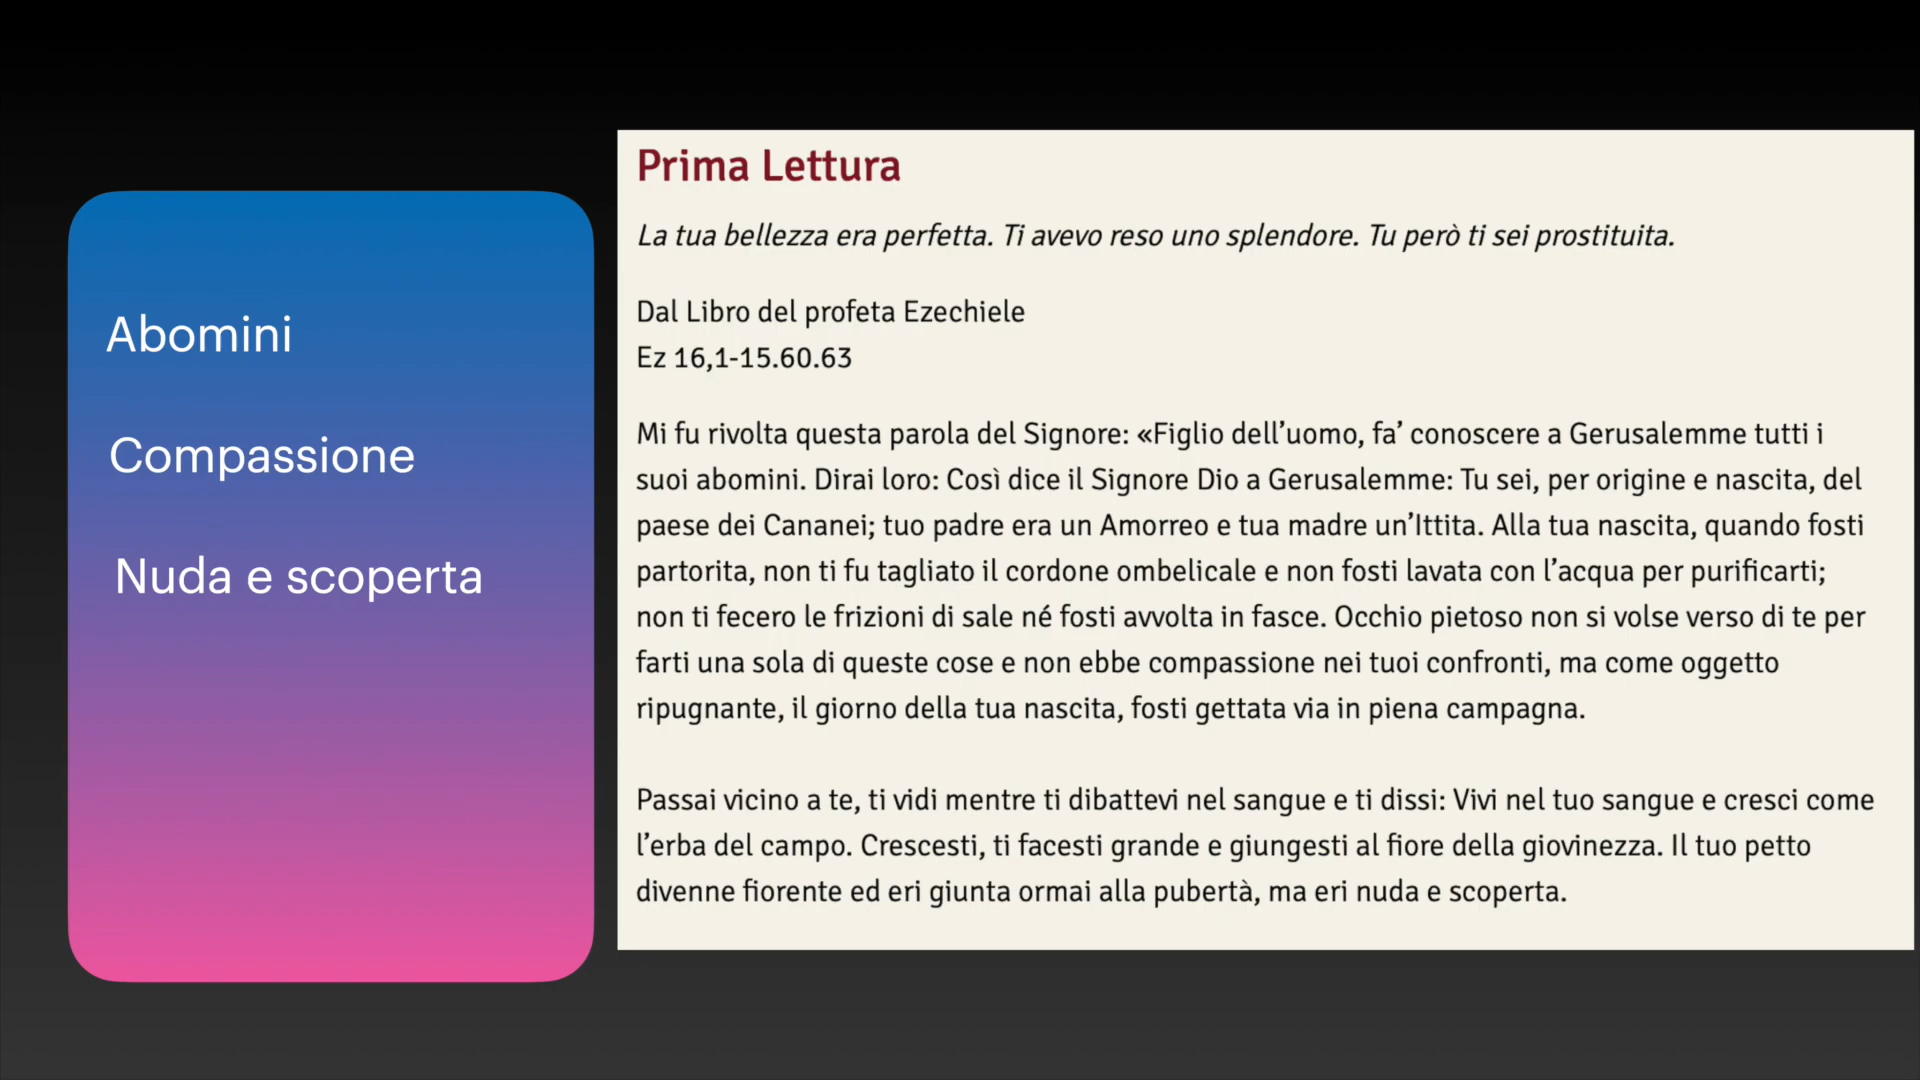 Abomini
Compassione
Nuda e scoperta
Prima Lettura
La tua bellezza era perfetta. Ti avevo reso uno splendore. Tu però ti sei prostituita.
Dal Libro del profeta Ezechiele
Ez 16,1-15.60.63
Mi fu rivolta questa parola del Signore: «Figlio dell’uomo, fa’ conoscere a Gerusalemme tutti i
suoi abomini. Dirai loro: Così dice il Signore Dio a Gerusalemme: Tu sei, per origine e nascita, del
paese dei Cananei; tuo padre era un Amorreo e tua madre un’Ittita. Alla tua nascita, quando fosti
partorita, non ti fu tagliato il cordone ombelicale e non fosti lavata con l’acqua per purificarti;
non ti fecero le frizioni di sale né fosti avvolta in fasce. Occhio pietoso non si volse verso di te per
farti una sola di queste cose e non ebbe compassione nei tuoi confronti, ma come oggetto
ripugnante, il giorno della tua nascita, fosti gettata via in piena campagna.
Passai vicino a te, ti vidi mentre ti dibattevi nel sangue e ti dissi: Vivi nel tuo sangue e cresci come
l’erba del campo. Crescesti, ti facesti grande e giungesti al fiore della giovinezza. Il tuo petto
divenne fiorente ed eri giunta ormai alla pubertà, ma eri nuda e scoperta.